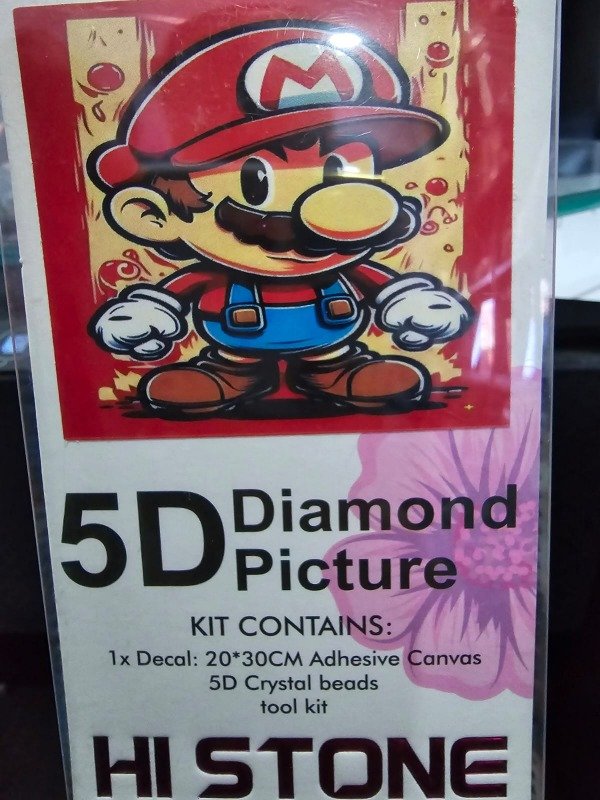 M
5D Diamond
Picture
KIT CONTAINS:
1x Decal: 20*30CM Adhesive Canvas
5D Crystal beads
tool kit
HI STONE